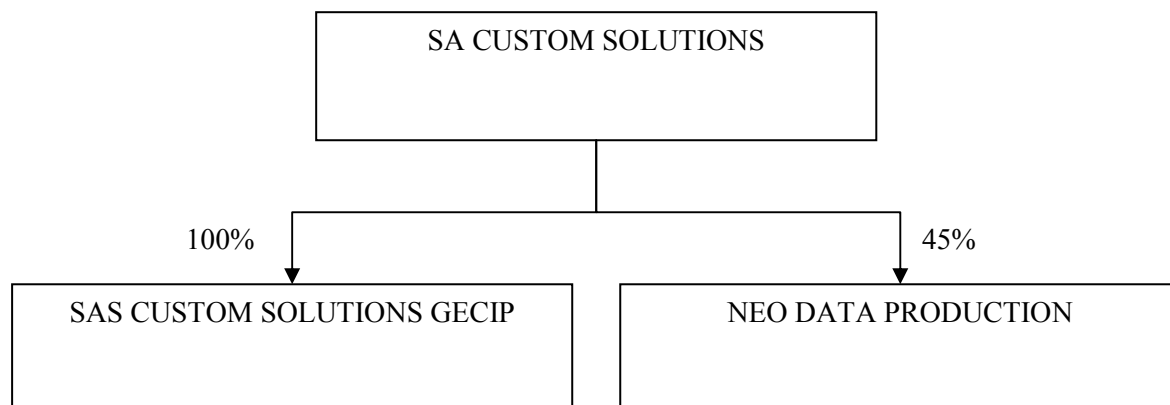 SA CUSTOM SOLUTIONS
100%
45%
SAS CUSTOM SOLUTIONS GECIP
NEO DATA PRODUCTION